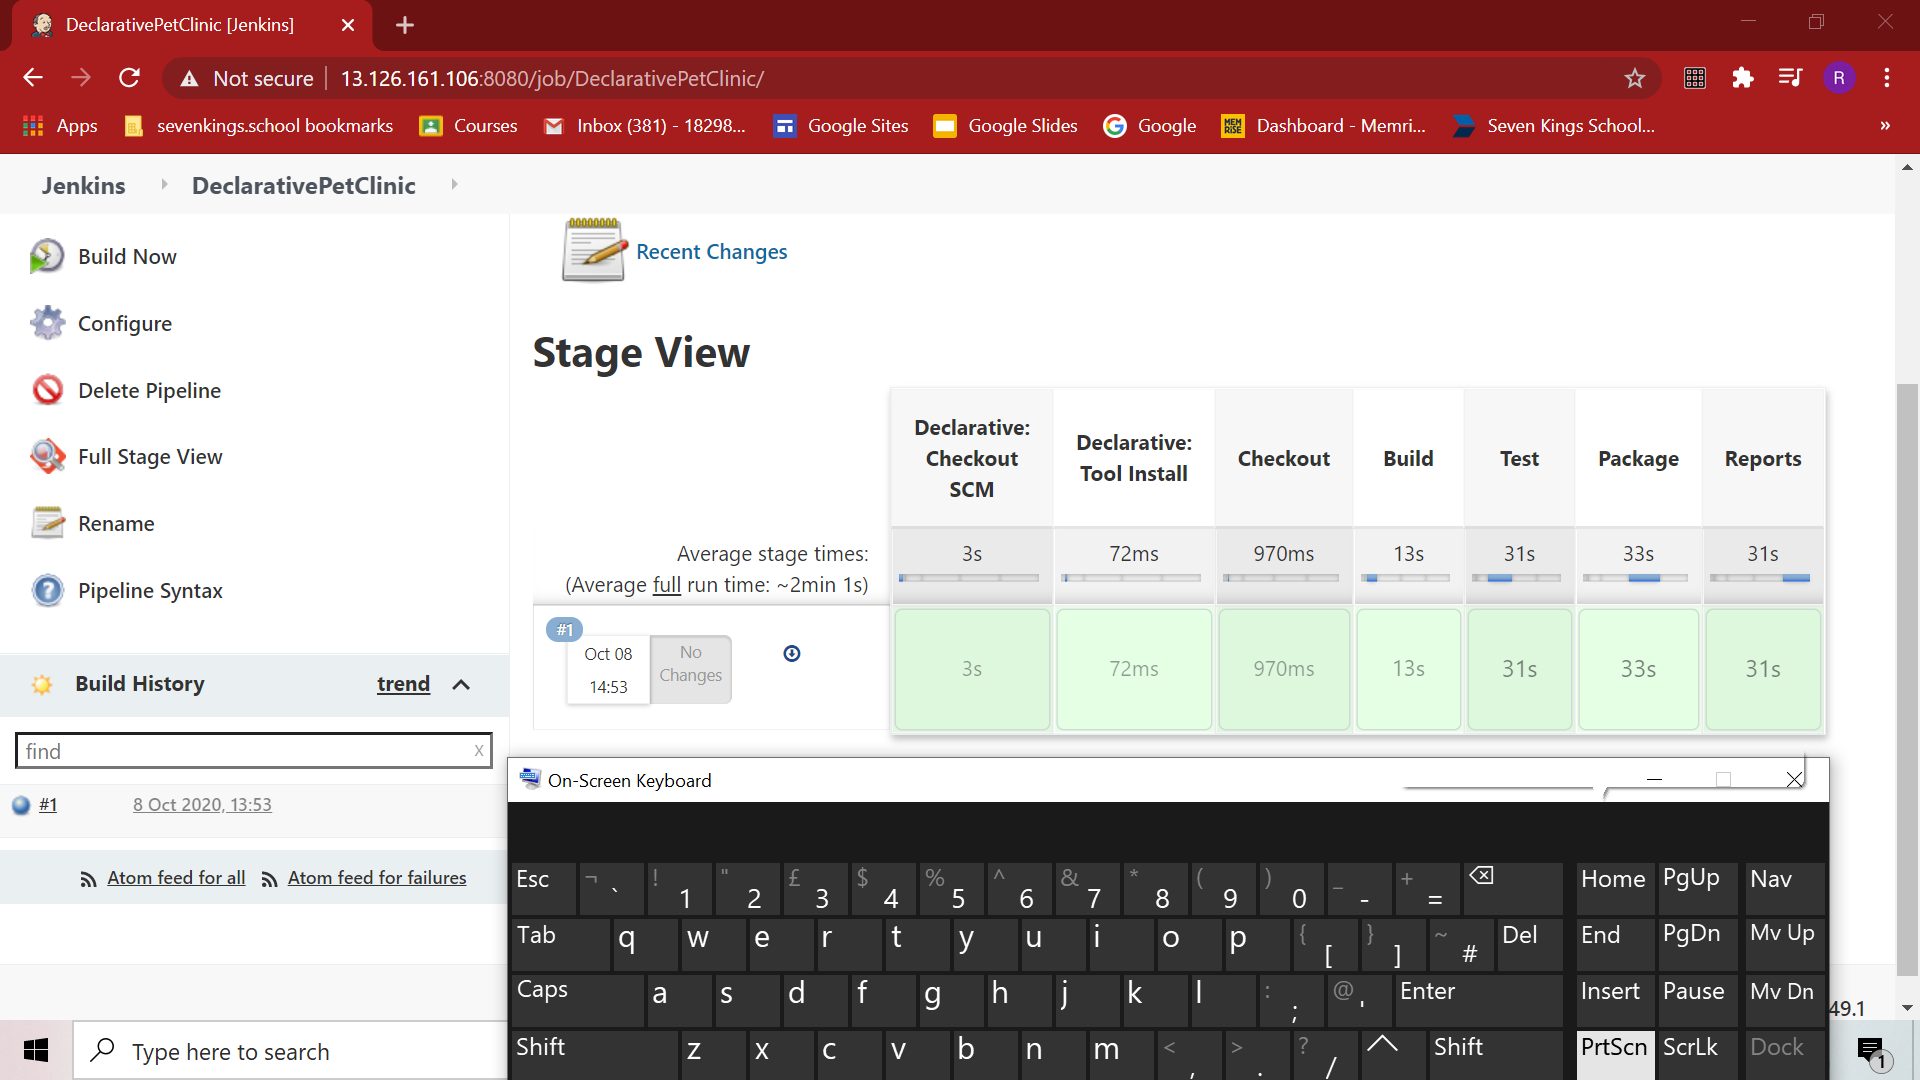 DeclarativePetClinic [Jenkins]
Not secure
13.126.161.106:8080/job/DeclarativePetClinic/
R
Apps
sevenkings.school bookmarks
Courses
Inbox (381) - 18298...
Google Sites
Google Slides
Google
MEM
RISE
Dashboard - Memri...
Seven Kings School...
»
Jenkins
DeclarativePetClinic
Build Now
Configure
Delete Pipeline
Full Stage View
Rename
Pipeline Syntax
Build History
trend
find
x
#1
8 Oct 2020, 13:53
Atom feed for all
Atom feed for failures
Recent Changes
Stage View
Declarative: Checkout SCM
Declarative: Tool Install
Checkout
Build
Test
Package
Reports
Average stage times:
3s 72ms 970ms 13s 31s 33s 31s
(Average full run time: ~2min 1s)
#1
Oct 08
14:53
No
Changes
3s 72ms 970ms 13s 31s 33s 31s
On-Screen Keyboard
Esc ¬ ` ! 1 " 2 £ 3 $ 4 % 5 ^ 6 & 7 * 8 ( 9 ) 0 _ - + = Home PgUp Nav
Tab q w e r t y u i o p { [ } ] ~ # Del End PgDn Mv Up
Caps a s d f g h j k l : ; @ ' Enter Insert Pause Mv Dn
Shift z x c v b n m < , > . ? / Shift PrtScn ScrLk Dock
49.1
Type here to search
1